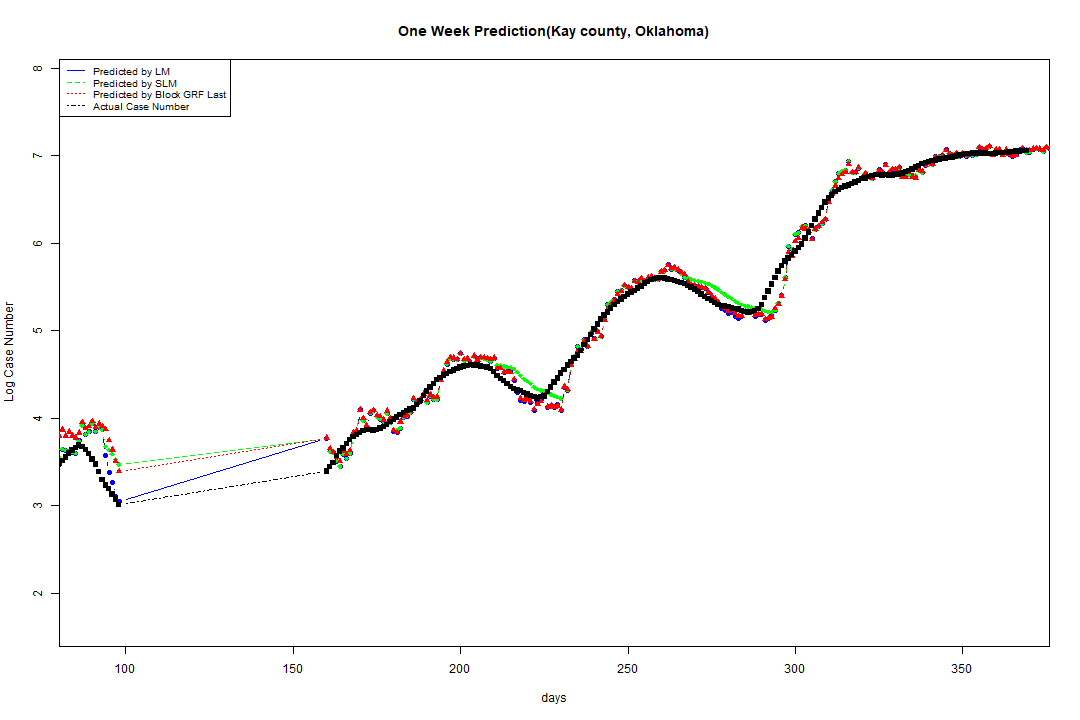 One Week Prediction(Kay county, Oklahoma)
Predicted by LM
Predicted by SLM
Predicted by Block GRF Last
Actual Case Number
8
7
6
5
4
3
2
Log Case Number
100
150
200
250
300
350
days